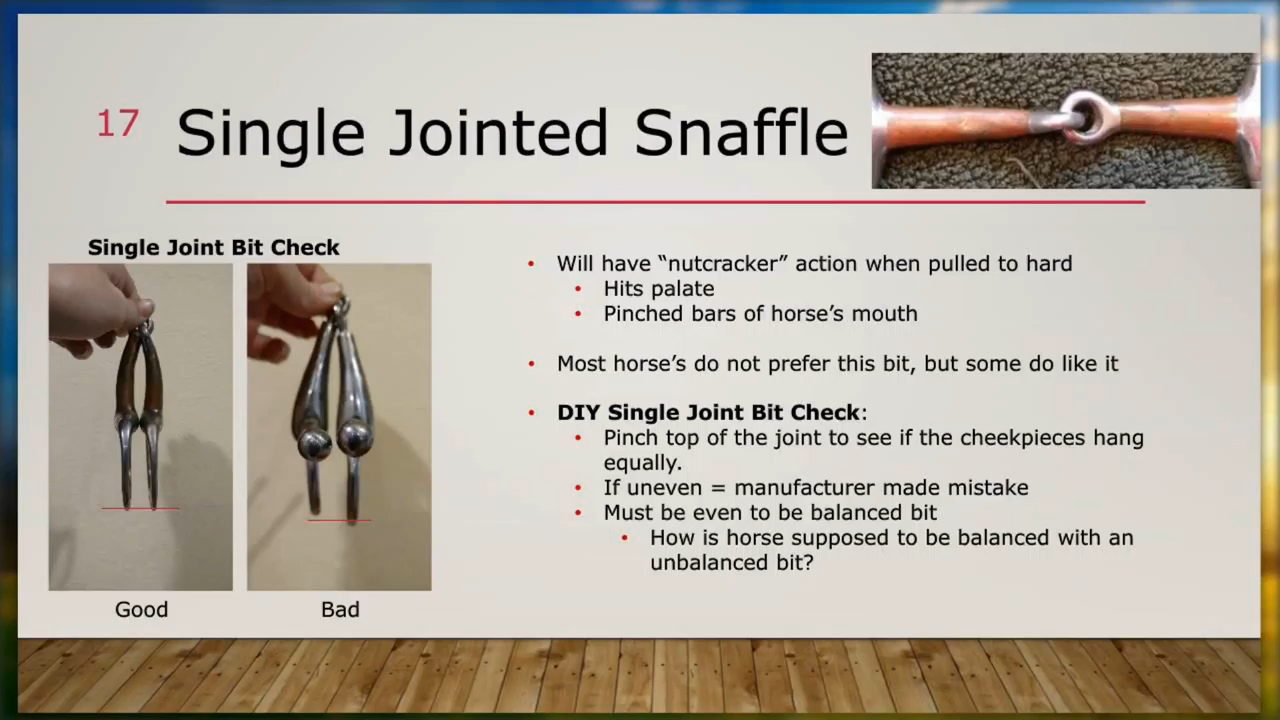 17
Single Jointed Snaffle
Single Joint Bit Check
Good
Bad
• Will have “nutcracker” action when pulled to hard
• Hits palate
• Pinched bars of horse’s mouth
• Most horse’s do not prefer this bit, but some do like it
• DIY Single Joint Bit Check:
• Pinch top of the joint to see if the cheekpieces hang
equally.
• If uneven = manufacturer made mistake
• Must be even to be balanced bit
• How is horse supposed to be balanced with an
unbalanced bit?